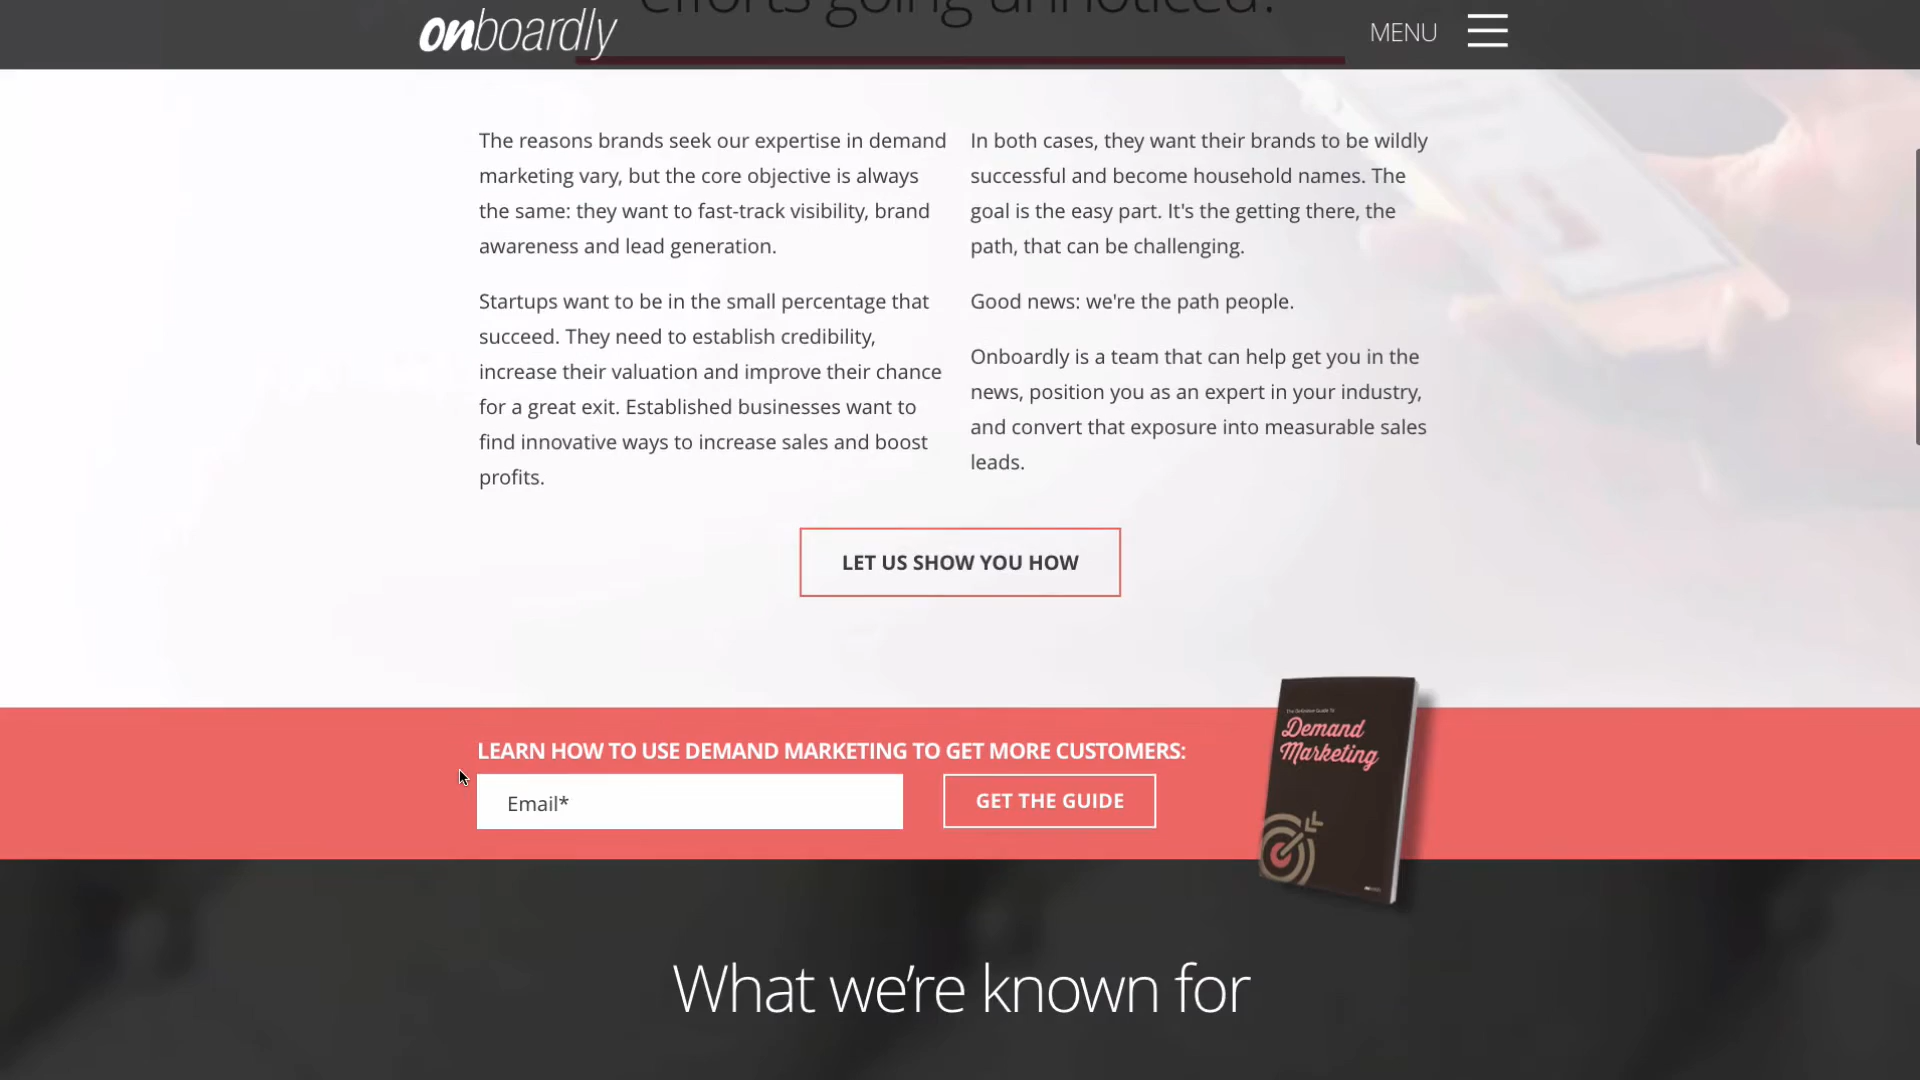 efforts going unnoticed?
onboardly
MENU
The reasons brands seek our expertise in demand
marketing vary, but the core objective is always
the same: they want to fast-track visibility, brand
awareness and lead generation.
Startups want to be in the small percentage that
succeed. They need to establish credibility,
increase their valuation and improve their chance
for a great exit. Established businesses want to
find innovative ways to increase sales and boost
profits.
In both cases, they want their brands to be wildly
successful and become household names. The
goal is the easy part. It's the getting there, the
path, that can be challenging.
Good news: we're the path people.
Onboardly is a team that can help get you in the
news, position you as an expert in your industry,
and convert that exposure into measurable sales
leads.
LET US SHOW YOU HOW
LEARN HOW TO USE DEMAND MARKETING TO GET MORE CUSTOMERS:
Email*
GET THE GUIDE
The Definitive Guide To
Demand
Marketing
What we’re known for